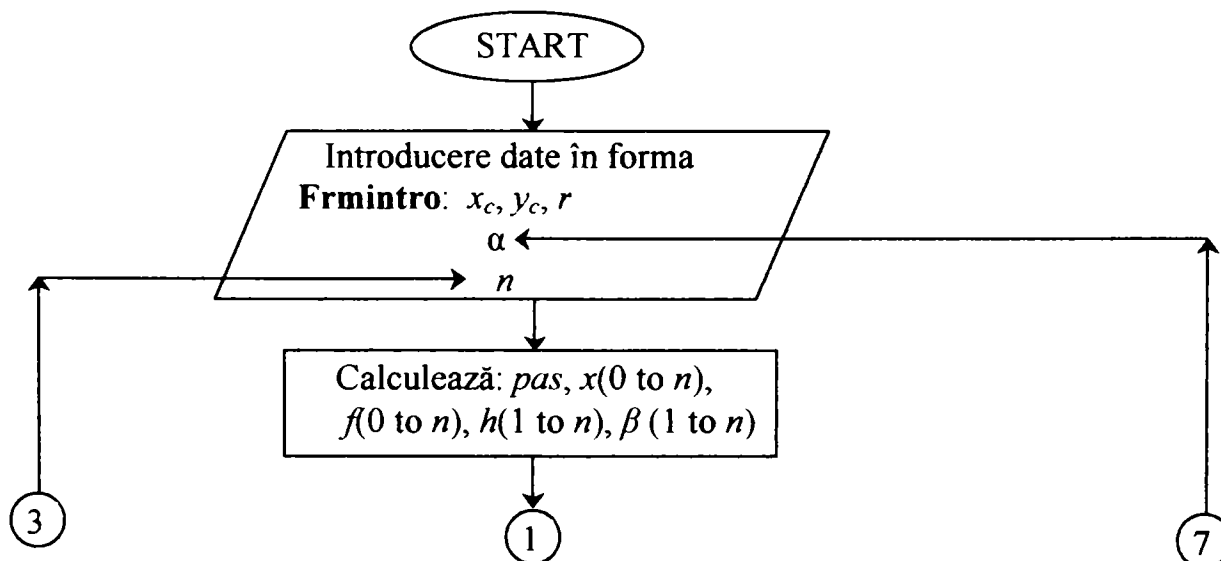 START
Introducere date în forma
Frmintro: x_c, y_c, r
α
n
Calculează: pas, x(0 to n),
f(0 to n), h(1 to n), β (1 to n)
3
1
7